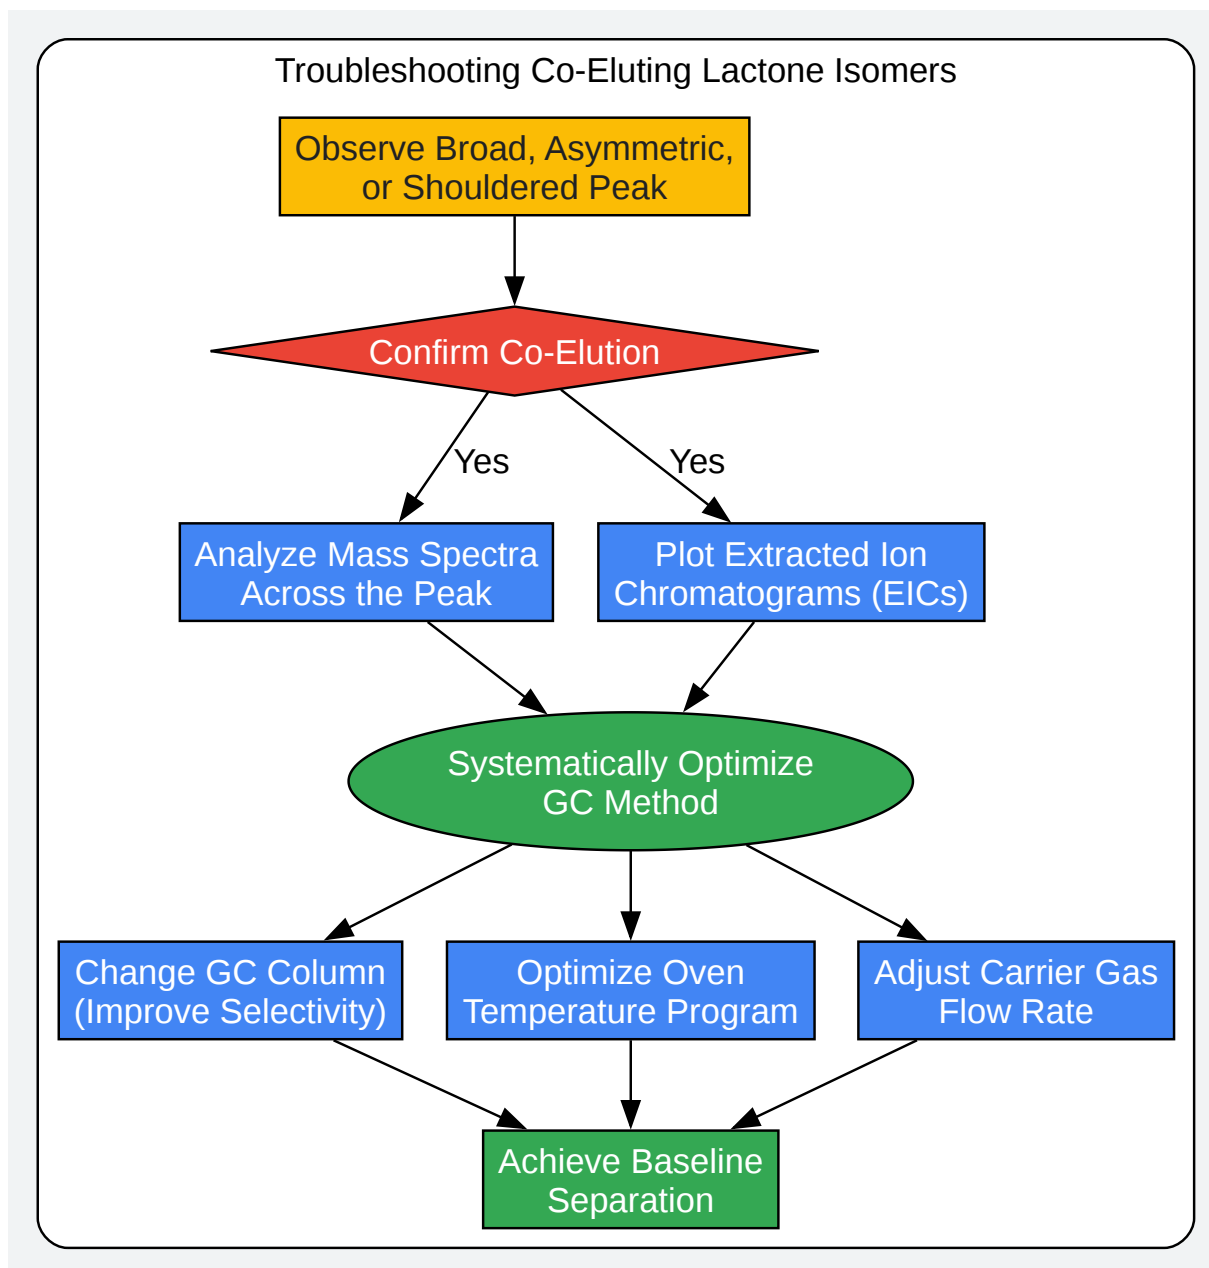 Troubleshooting Co-Eluting Lactone Isomers
Observe Broad, Asymmetric,
or Shouldered Peak
Confirm Co-Elution
Yes
Yes
Analyze Mass Spectra
Across the Peak
Plot Extracted Ion
Chromatograms (EICs)
Systematically Optimize
GC Method
Change GC Column
(Improve Selectivity)
Optimize Oven
Temperature Program
Adjust Carrier Gas
Flow Rate
Achieve Baseline
Separation